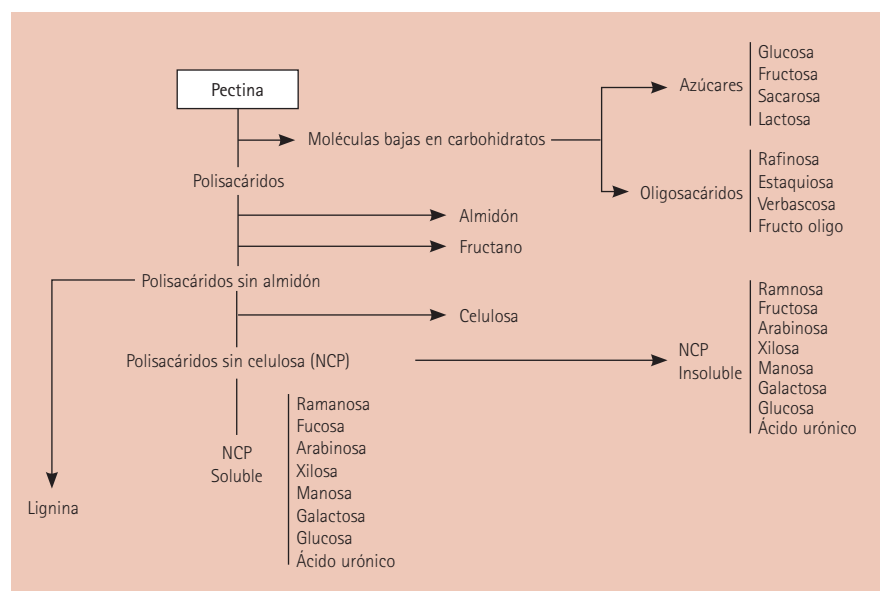 Pectina
Moléculas bajas en carbohidratos
Azúcares
Glucosa
Fructosa
Sacarosa
Lactosa
Oligosacáridos
Rafinosa
Estaquiosa
Verbascosa
Fructo oligo
Polisacáridos
Almidón
Fructano
Polisacáridos sin almidón
Celulosa
Polisacáridos sin celulosa (NCP)
NCP
Insoluble
Ramnosa
Fructosa
Arabinosa
Xilosa
Manosa
Galactosa
Glucosa
Ácido urónico
NCP
Soluble
Ramanosa
Fucosa
Arabinosa
Xilosa
Manosa
Galactosa
Glucosa
Ácido urónico
Lignina